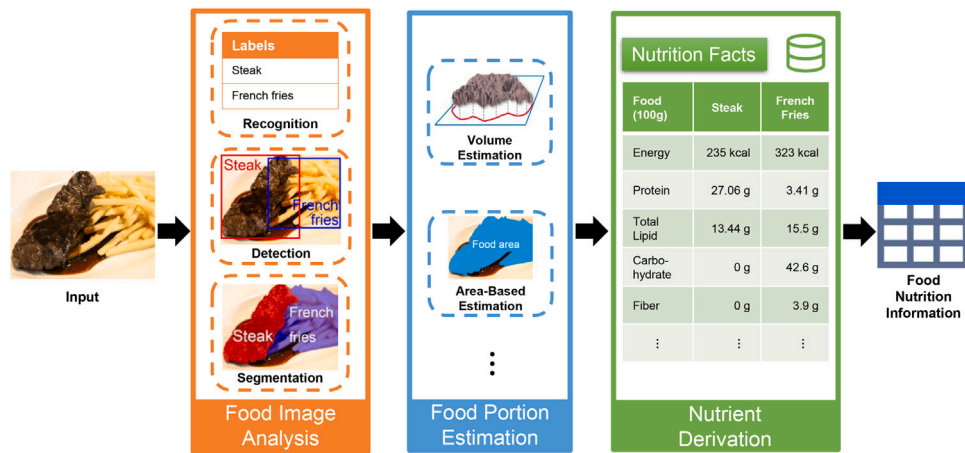 Input
Labels
Steak
French fries
Recognition
Steak
French
fries
Detection
Steak
French
fries
Segmentation
Food Image
Analysis
Volume
Estimation
Food area
Area-Based
Estimation
Food Portion
Estimation
Nutrition Facts
Food
(100g)
Steak
French
Fries
Energy
235 kcal
323 kcal
Protein
27.06 g
3.41 g
Total
Lipid
13.44 g
15.5 g
Carbo-
hydrate
0 g
42.6 g
Fiber
0 g
3.9 g
Nutrient
Derivation
Food
Nutrition
Information